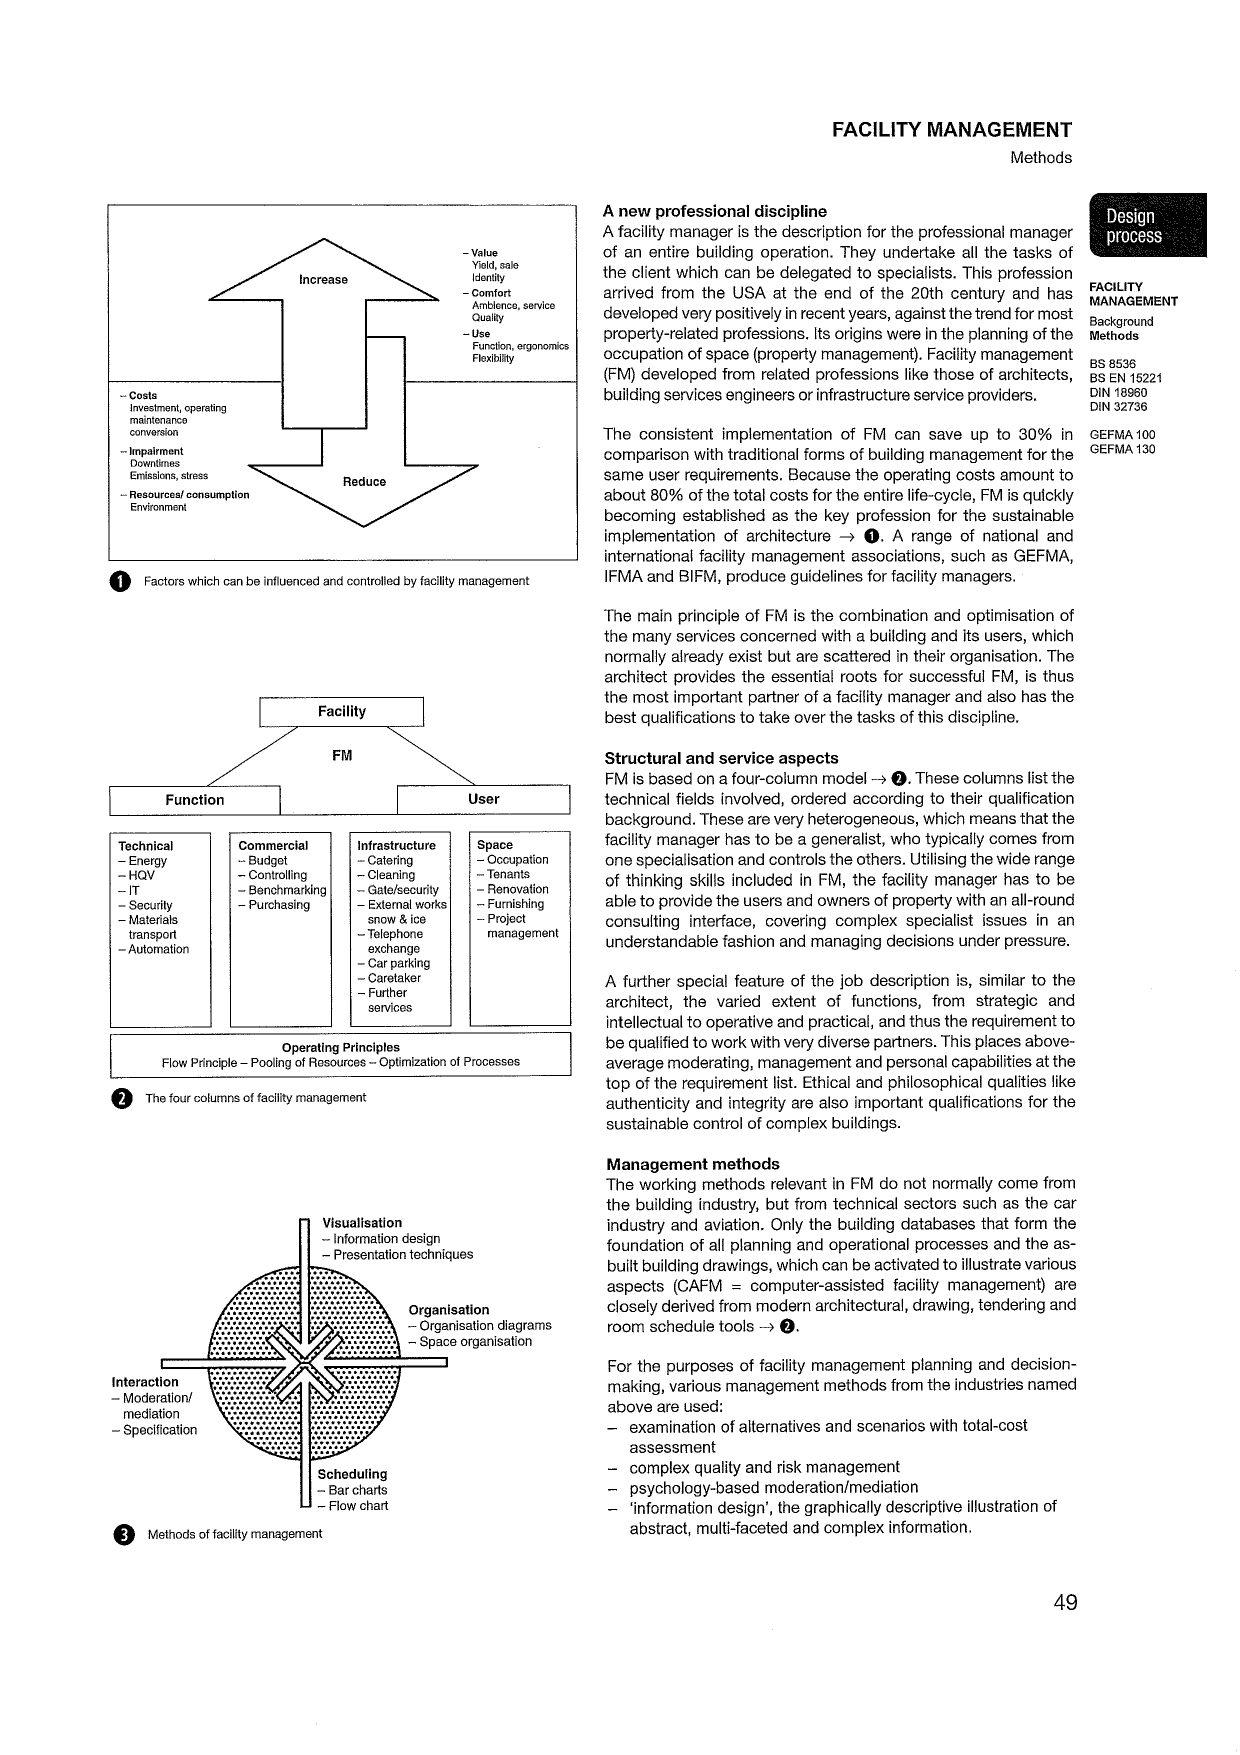 FACILITY MANAGEMENT
Methods
Increase
– Value
Yield, sale
Identity
– Comfort
Ambience, service
Quality
– Use
Function, ergonomics
Flexibility
– Costs
Investment, operating
maintenance
conversion
– Impairment
Downtimes
Emissions, stress
– Resources/ consumption
Environment
Reduce
1 Factors which can be influenced and controlled by facility management
Facility
FM
Function
User
Technical
– Energy
– HQV
– IT
– Security
– Materials
transport
– Automation
Commercial
– Budget
– Controlling
– Benchmarking
– Purchasing
Infrastructure
– Catering
– Cleaning
– Gate/security
– External works
snow & ice
– Telephone
exchange
– Car parking
– Caretaker
– Further
services
Space
– Occupation
– Tenants
– Renovation
– Furnishing
– Project
management
Operating Principles
Flow Principle – Pooling of Resources – Optimization of Processes
2 The four columns of facility management
Visualisation
– Information design
– Presentation techniques
Organisation
– Organisation diagrams
– Space organisation
Interaction
– Moderation/
mediation
– Specification
Scheduling
– Bar charts
– Flow chart
3 Methods of facility management
A new professional discipline
A facility manager is the description for the professional manager
of an entire building operation. They undertake all the tasks of
the client which can be delegated to specialists. This profession
arrived from the USA at the end of the 20th century and has
developed very positively in recent years, against the trend for most
property-related professions. Its origins were in the planning of the
occupation of space (property management). Facility management
(FM) developed from related professions like those of architects,
building services engineers or infrastructure service providers.
The consistent implementation of FM can save up to 30% in
comparison with traditional forms of building management for the
same user requirements. Because the operating costs amount to
about 80% of the total costs for the entire life-cycle, FM is quickly
becoming established as the key profession for the sustainable
implementation of architecture → 1. A range of national and
international facility management associations, such as GEFMA,
IFMA and BIFM, produce guidelines for facility managers.
The main principle of FM is the combination and optimisation of
the many services concerned with a building and its users, which
normally already exist but are scattered in their organisation. The
architect provides the essential roots for successful FM, is thus
the most important partner of a facility manager and also has the
best qualifications to take over the tasks of this discipline.
Structural and service aspects
FM is based on a four-column model → 2. These columns list the
technical fields involved, ordered according to their qualification
background. These are very heterogeneous, which means that the
facility manager has to be a generalist, who typically comes from
one specialisation and controls the others. Utilising the wide range
of thinking skills included in FM, the facility manager has to be
able to provide the users and owners of property with an all-round
consulting interface, covering complex specialist issues in an
understandable fashion and managing decisions under pressure.
A further special feature of the job description is, similar to the
architect, the varied extent of functions, from strategic and
intellectual to operative and practical, and thus the requirement to
be qualified to work with very diverse partners. This places above-
average moderating, management and personal capabilities at the
top of the requirement list. Ethical and philosophical qualities like
authenticity and integrity are also important qualifications for the
sustainable control of complex buildings.
Management methods
The working methods relevant in FM do not normally come from
the building industry, but from technical sectors such as the car
industry and aviation. Only the building databases that form the
foundation of all planning and operational processes and the as-
built building drawings, which can be activated to illustrate various
aspects (CAFM = computer-assisted facility management) are
closely derived from modern architectural, drawing, tendering and
room schedule tools → 2.
For the purposes of facility management planning and decision-
making, various management methods from the industries named
above are used:
– examination of alternatives and scenarios with total-cost
assessment
– complex quality and risk management
– psychology-based moderation/mediation
– 'information design', the graphically descriptive illustration of
abstract, multi-faceted and complex information.
Design
process
FACILITY
MANAGEMENT
Background
Methods
BS 8536
BS EN 15221
DIN 18960
DIN 32736
GEFMA 100
GEFMA 130
49